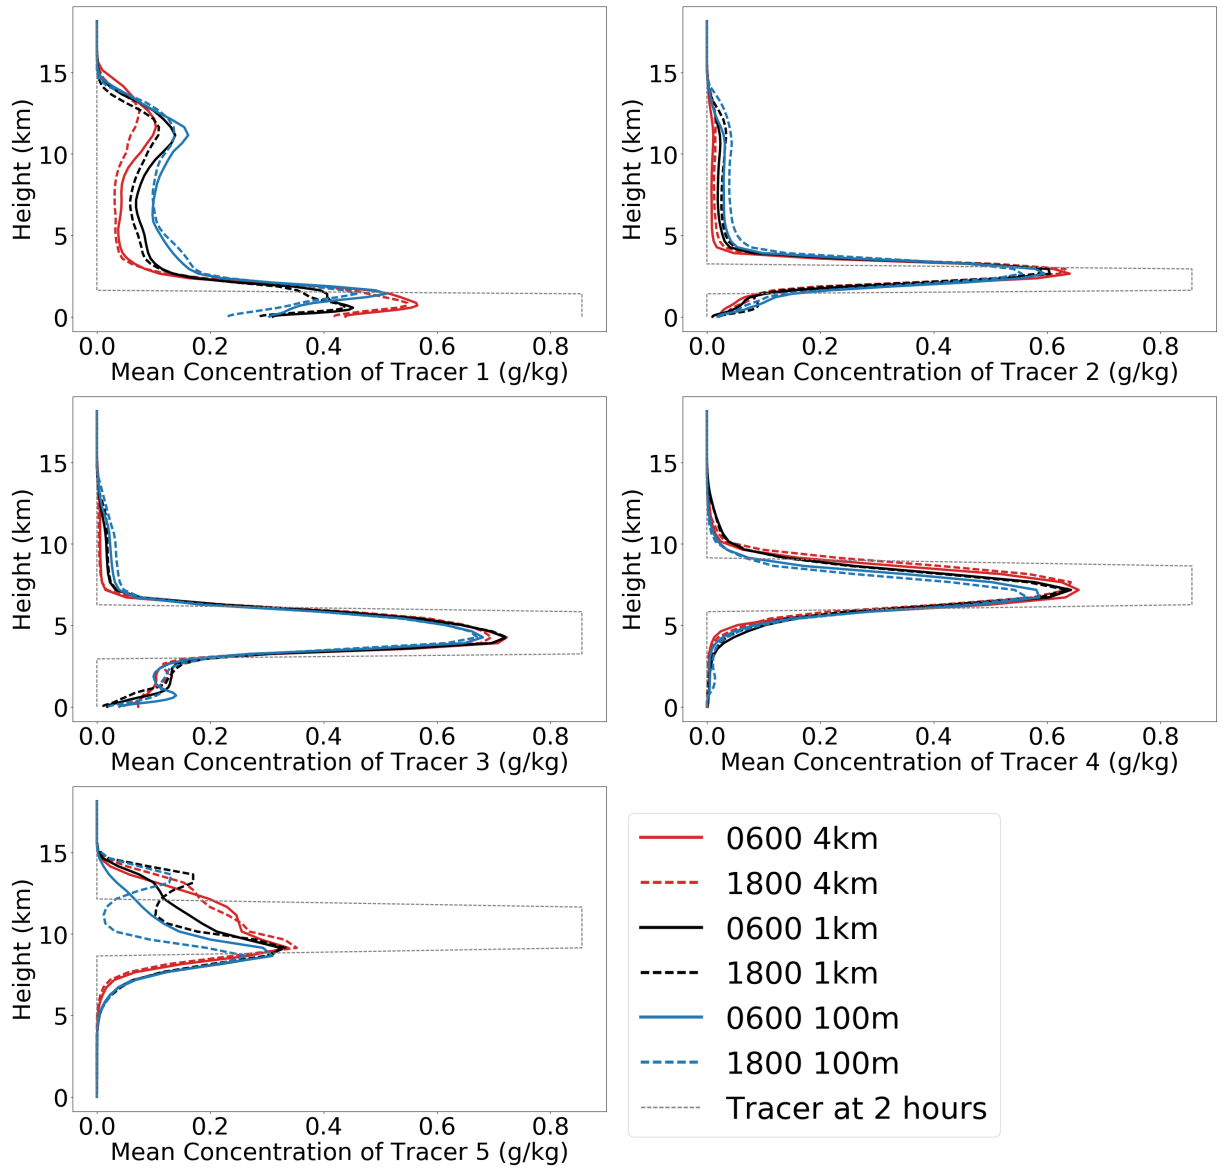 Height (km)
15
10
5
0
0.0 0.2 0.4 0.6 0.8
Mean Concentration of Tracer 1 (g/kg)
Height (km)
15
10
5
0
0.0 0.2 0.4 0.6 0.8
Mean Concentration of Tracer 2 (g/kg)
Height (km)
15
10
5
0
0.0 0.2 0.4 0.6 0.8
Mean Concentration of Tracer 3 (g/kg)
Height (km)
15
10
5
0
0.0 0.2 0.4 0.6 0.8
Mean Concentration of Tracer 4 (g/kg)
Height (km)
15
10
5
0
0.0 0.2 0.4 0.6 0.8
Mean Concentration of Tracer 5 (g/kg)
0600 4km
1800 4km
0600 1km
1800 1km
0600 100m
1800 100m
Tracer at 2 hours